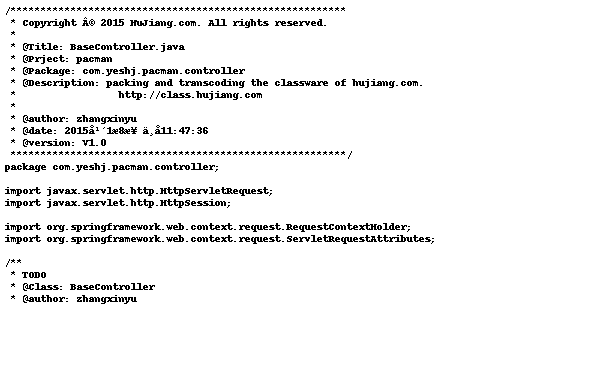 /********************************************************
 * Copyright Â© 2015 HuJiang.com. All rights reserved.
 *
 * @Title: BaseController.java
 * @Prject: pacman
 * @Package: com.yeshj.pacman.controller
 * @Description: packing and transcoding the classware of hujiang.com.
 *                 http://class.hujiang.com
 *
 * @author: zhangxinyu
 * @date: 2015å¹´1æ8æ¥ ä¸å11:47:36
 * @version: V1.0
 ********************************************************/
package com.yeshj.pacman.controller;
import javax.servlet.http.HttpServletRequest;
import javax.servlet.http.HttpSession;
import org.springframework.web.context.request.RequestContextHolder;
import org.springframework.web.context.request.ServletRequestAttributes;
/**
 * TODO
 * @Class: BaseController
 * @author: zhangxinyu